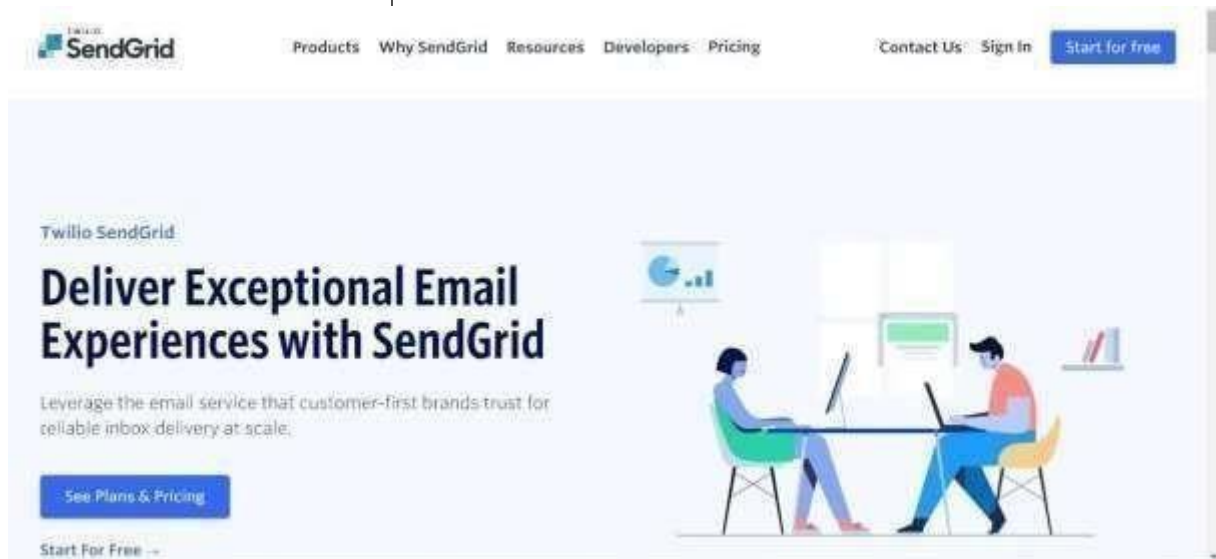 TWILIO
SendGrid
Products Why SendGrid Resources Developers Pricing
Contact Us Sign In Start for free
Twilio SendGrid
Deliver Exceptional Email
Experiences with SendGrid
Leverage the email service that customer-first brands trust for
reliable inbox delivery at scale.
See Plans & Pricing
Start For Free →